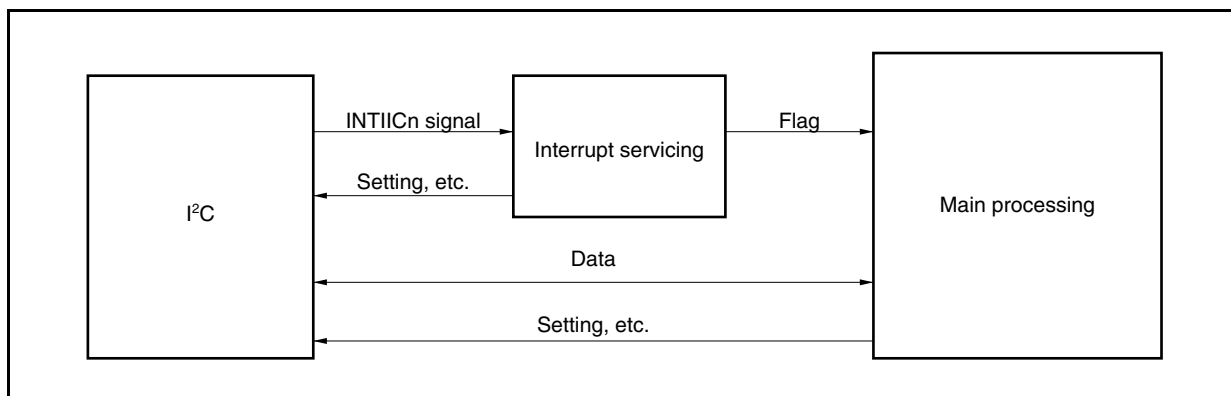 INTIICn signal
Flag
Interrupt servicing
Setting, etc.
I²C
Main processing
Data
Setting, etc.